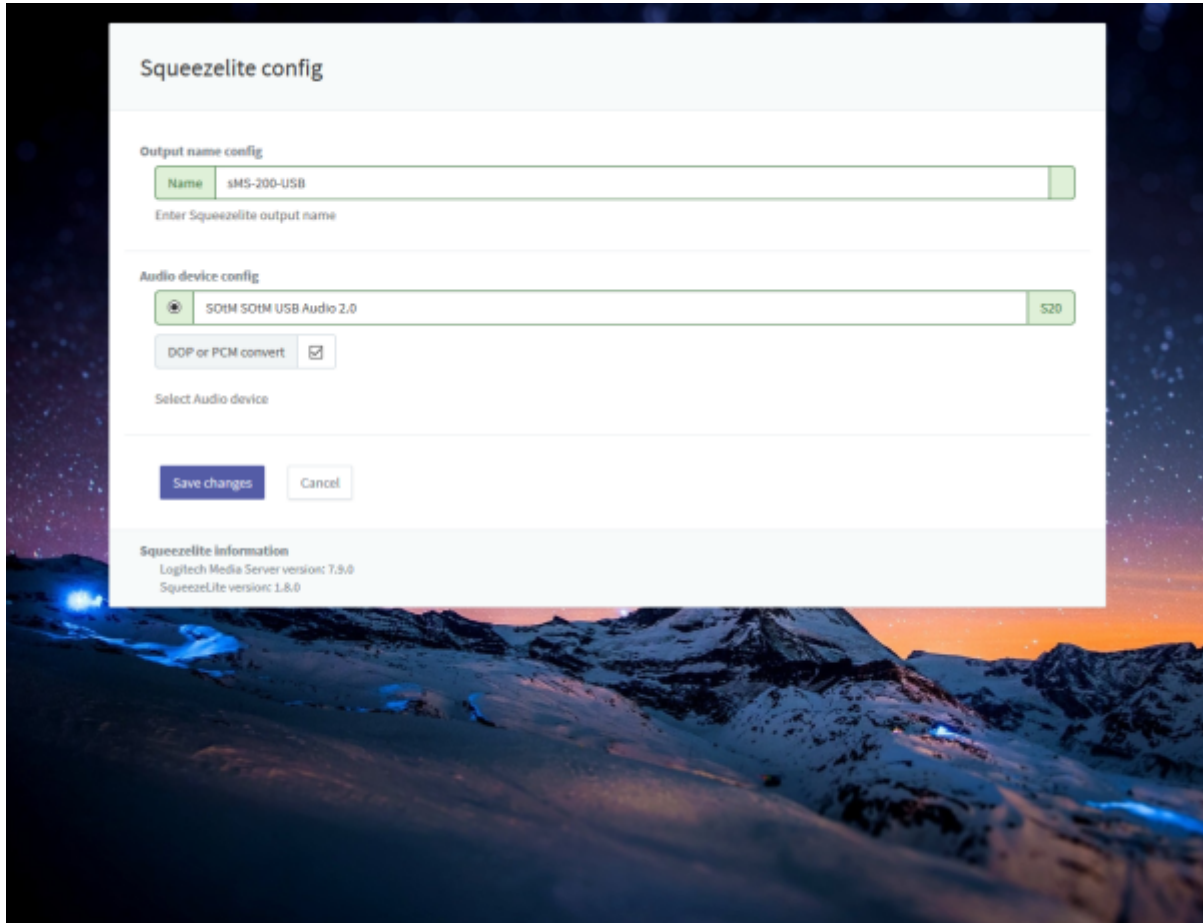 Squeezelite config
Output name config
Name sMS-200-USB
Enter Squeezelite output name
Audio device config
SOtM SOtM USB Audio 2.0 S20
DOP or PCM convert
Select Audio device
Save changes Cancel
Squeezelite information
Logitech Media Server version: 7.9.0
SqueezeLite version: 1.8.0